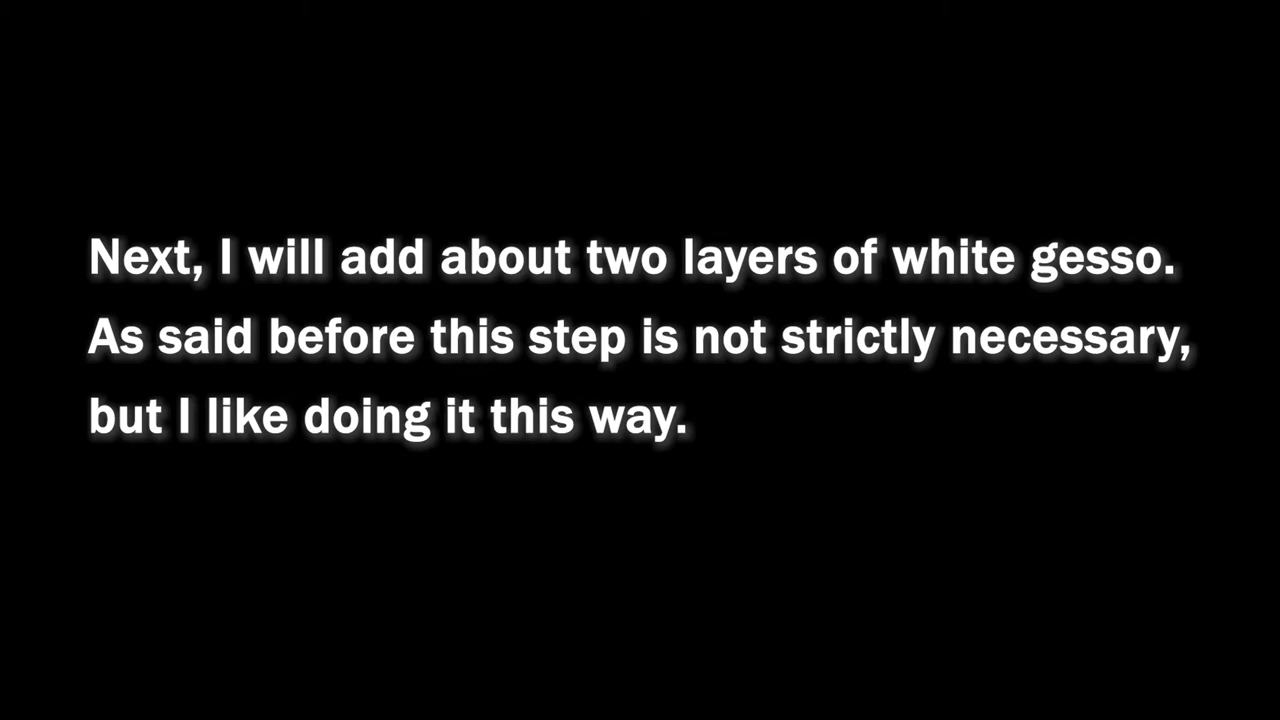 Next, I will add about two layers of white gesso.
As said before this step is not strictly necessary,
but I like doing it this way.